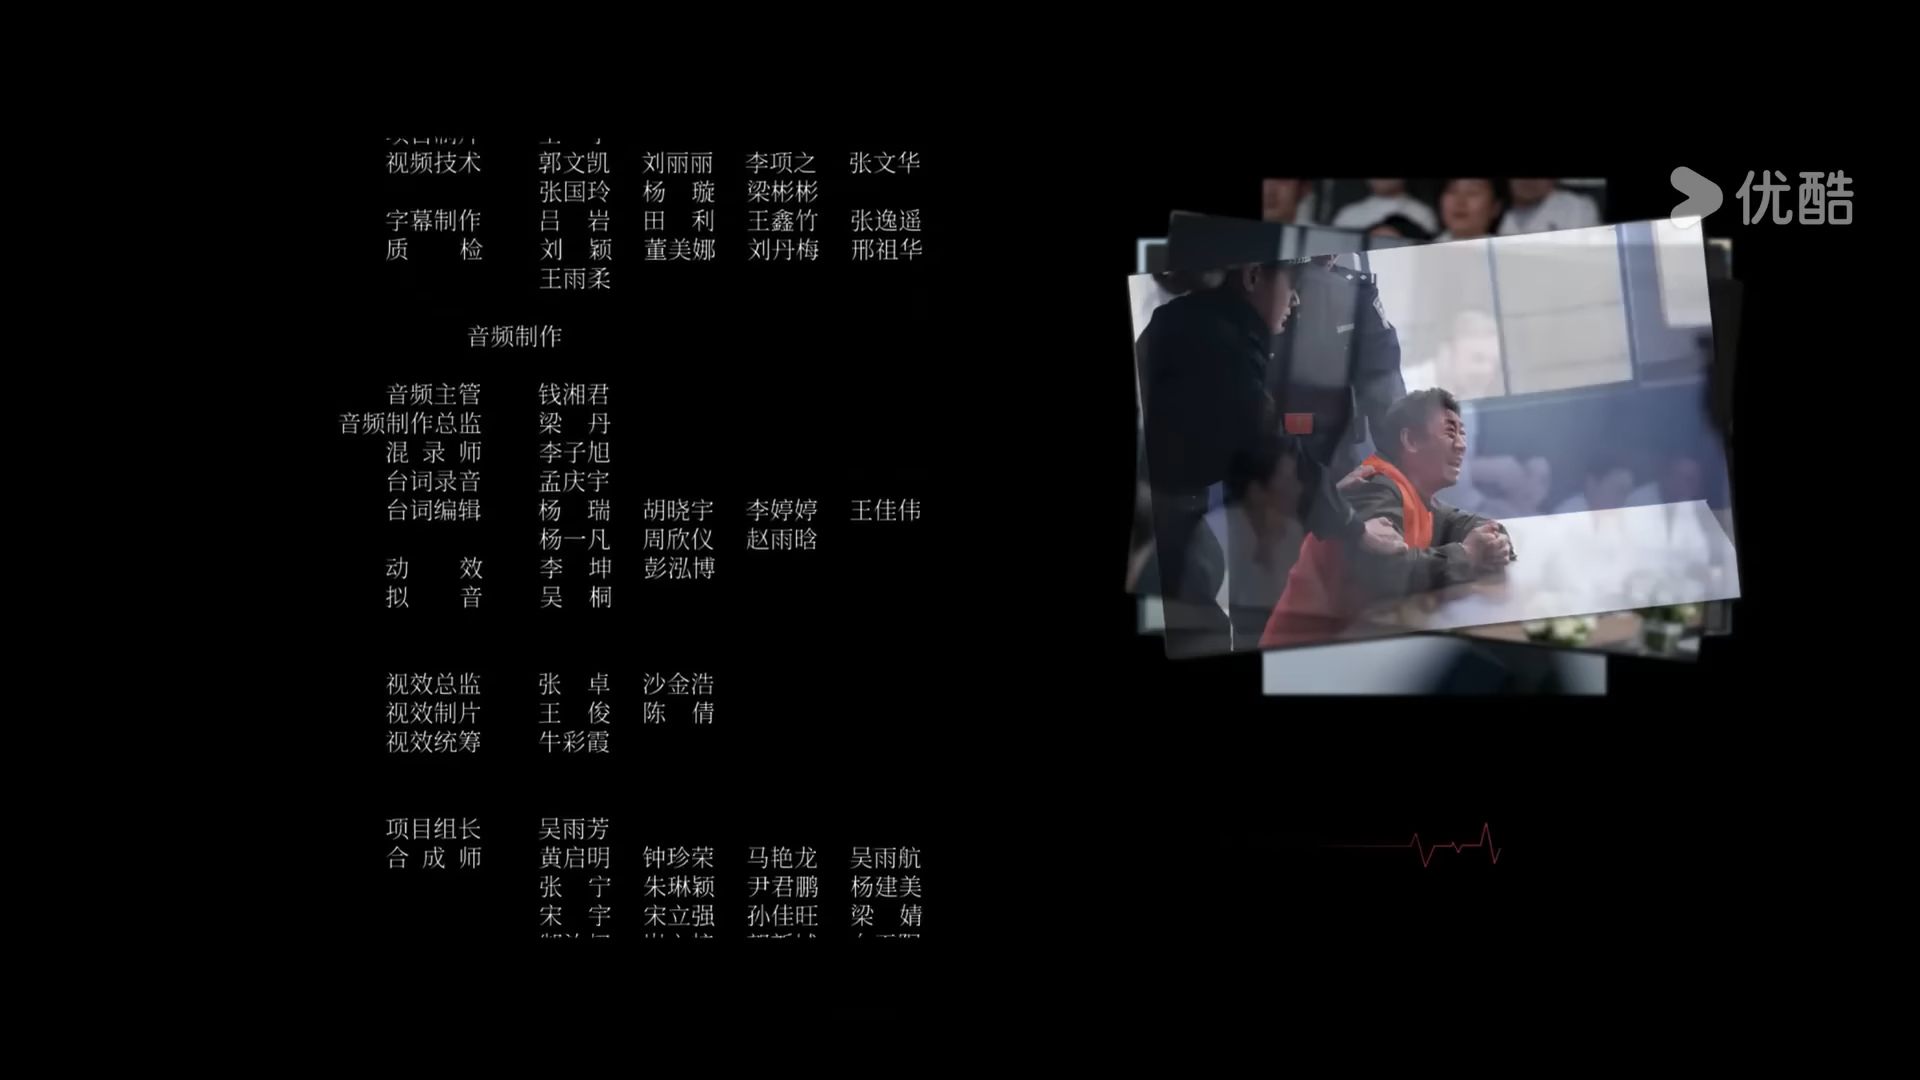 视频技术 郭文凯 刘丽丽 李项之 张文华
张国玲 杨璇 梁彬彬
字幕制作 吕岩 田利 王鑫竹 张逸遥
质检 刘颖 董美娜 刘丹梅 邢祖华
王雨柔
音频制作
音频主管 钱湘君
音频制作总监 梁丹
混录师 李子旭
台词录音 孟庆宇
台词编辑 杨瑞 胡晓宇 李婷婷 王佳伟
杨一凡 周欣仪 赵雨晗
动效 李坤 彭泓博
拟音 吴桐
视效总监 张卓 沙金浩
视效制片 王俊 陈倩
视效统筹 牛彩霞
项目组长 吴雨芳
合成师 黄启明 钟珍荣 马艳龙 吴雨航
张宁 朱琳颖 尹君鹏 杨建美
宋宇 宋立强 孙佳旺 梁婧
优酷